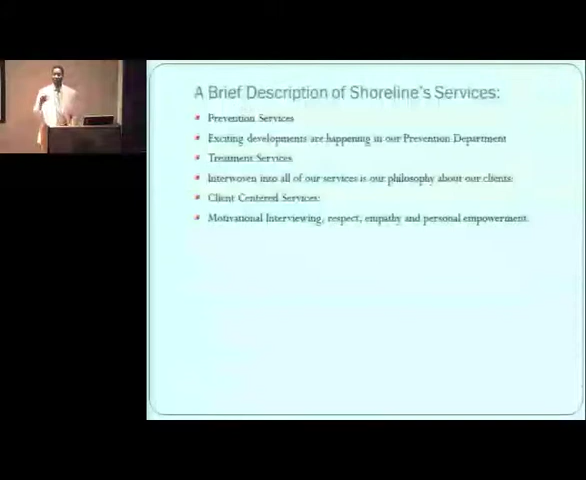 A Brief Description of Shoreline's Services:
Prevention Services
Exciting developments are happening in our Prevention Department
Treatment Services
Interwoven into all of our services is our philosophy about our clients:
Client Centered Services:
Motivational Interviewing, respect, empathy and personal empowerment.